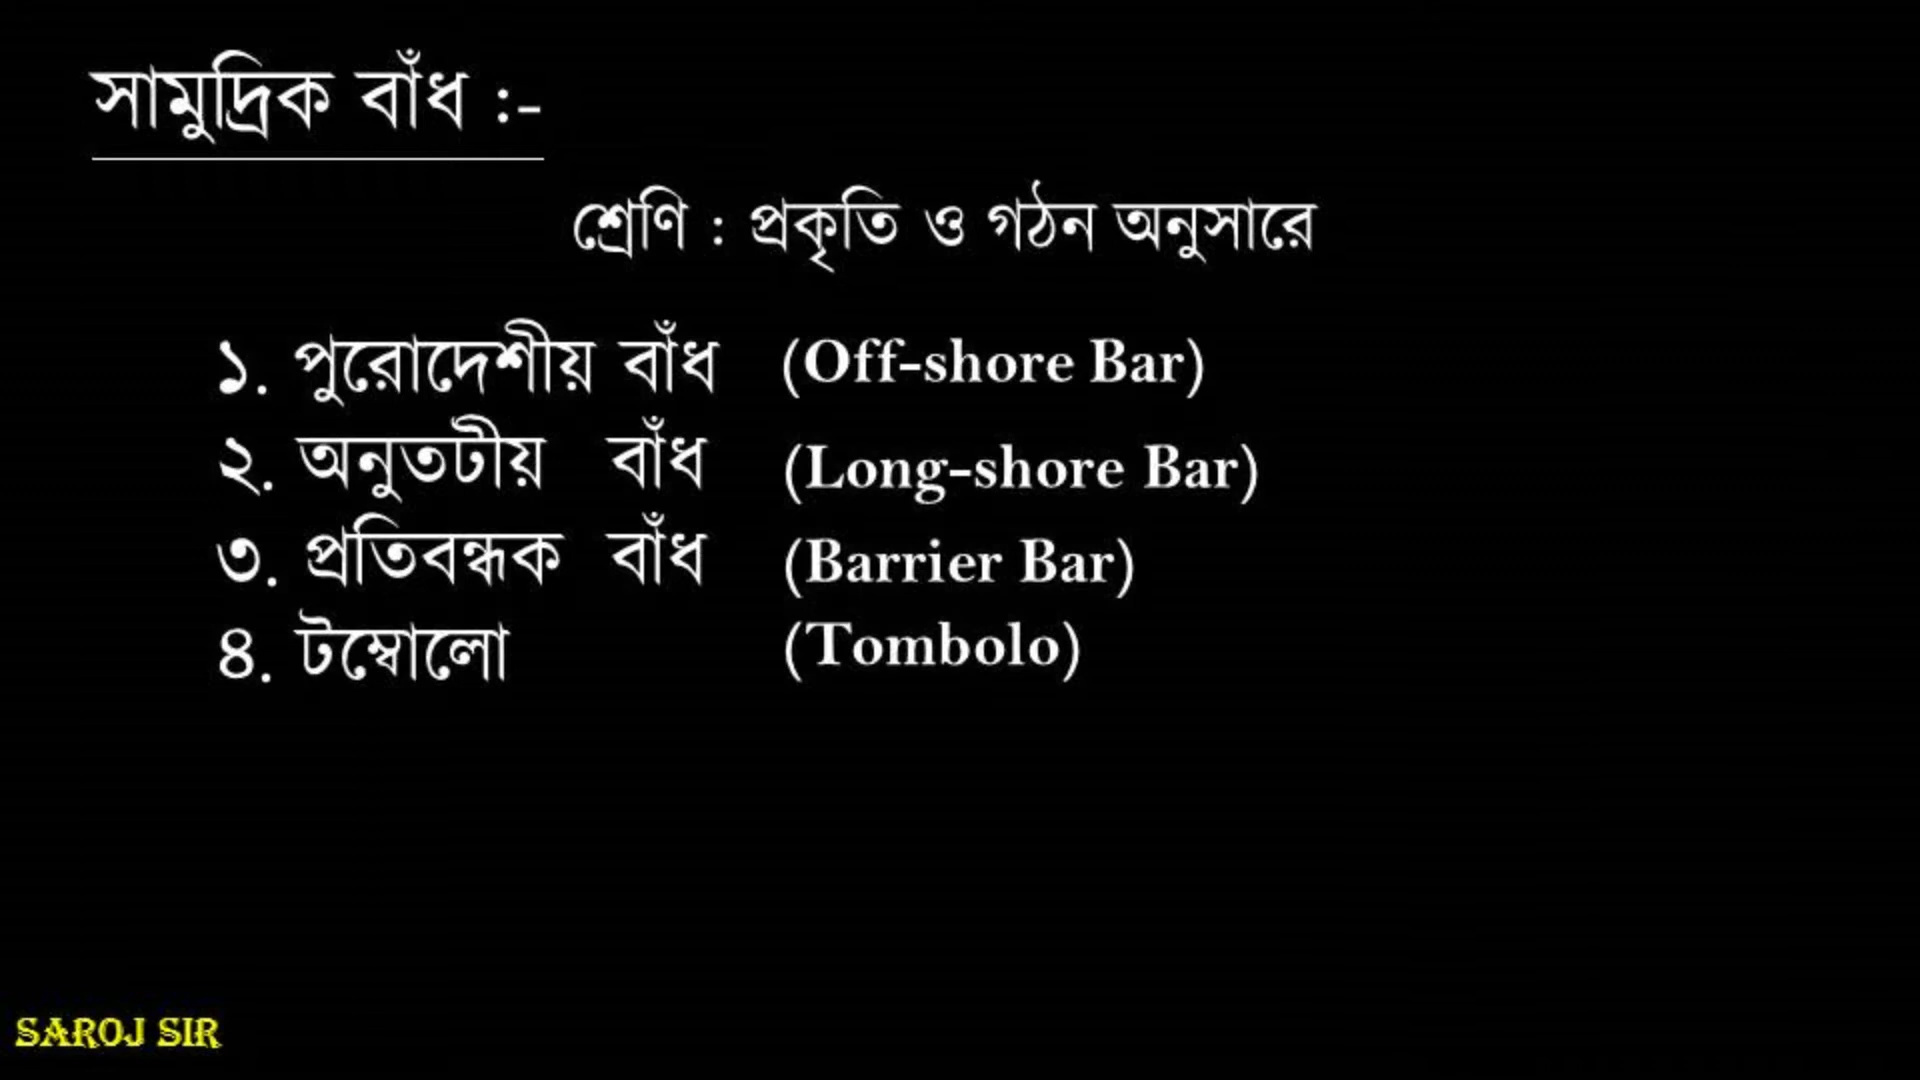 সামুদ্রিক বাঁধ :-
শ্রেণি : প্রকৃতি ও গঠন অনুসারে
১. পুরোদেশীয় বাঁধ (Off-shore Bar)
২. অনুতটীয় বাঁধ (Long-shore Bar)
৩. প্রতিবন্ধক বাঁধ (Barrier Bar)
৪. টম্বোলো (Tombolo)
SAROJ SIR